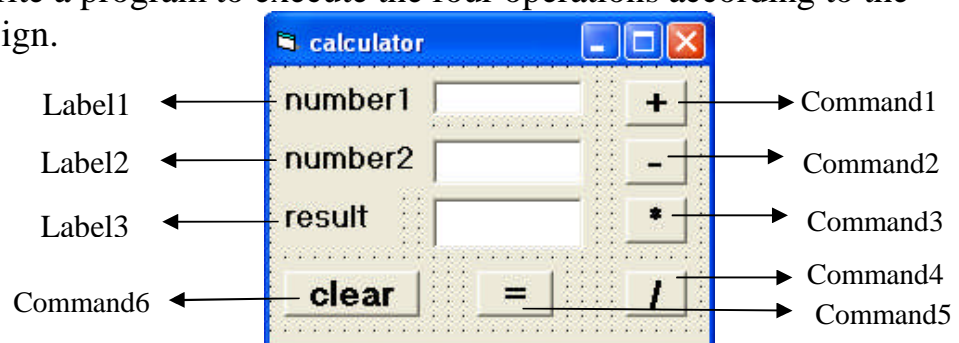 a program to execute the four operations according to the
ign.
calculator
Label1 number1 + Command1
Label2 number2 - Command2
Label3 result * Command3
Command6 clear = / Command4
Command5